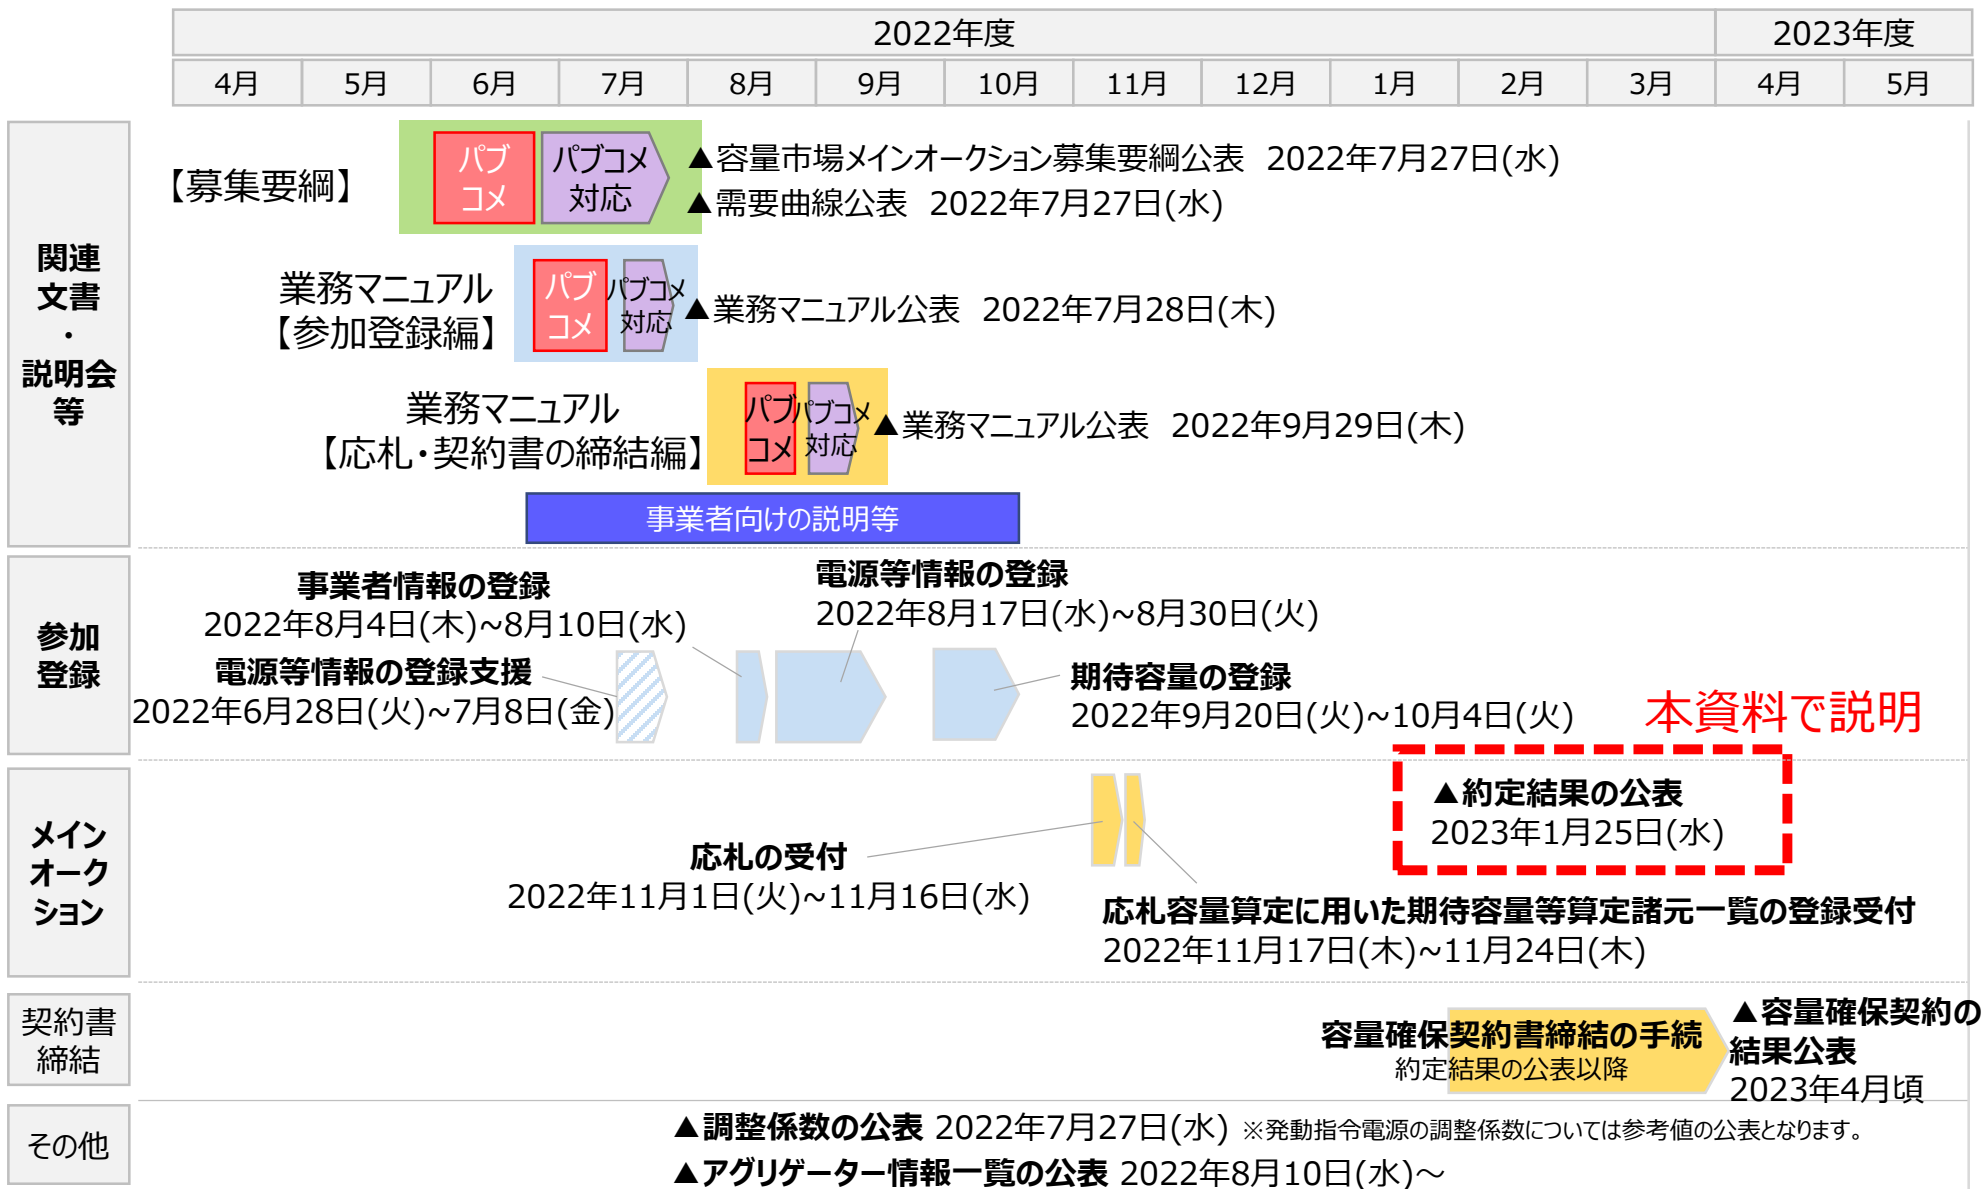 2022年度
2023年度
4月
5月
6月
7月
8月
9月
10月
11月
12月
1月
2月
3月
4月
5月
関連
文書
・
説明会
等
【募集要綱】
パブ
コメ
パブコメ
対応
▲容量市場メインオークション募集要綱公表 2022年7月27日(水)
▲需要曲線公表 2022年7月27日(水)
業務マニュアル
【参加登録編】
パブ
コメ
パブコメ
対応
▲業務マニュアル公表 2022年7月28日(木)
業務マニュアル
【応札・契約書の締結編】
パブ
コメ
パブコメ
対応
▲業務マニュアル公表 2022年9月29日(木)
事業者向けの説明等
参加
登録
事業者情報の登録
2022年8月4日(木)~8月10日(水)
電源等情報の登録
2022年8月17日(水)~8月30日(火)
電源等情報の登録支援
2022年6月28日(火)~7月8日(金)
期待容量の登録
2022年9月20日(火)~10月4日(火)
本資料で説明
メイン
オーク
ション
▲約定結果の公表
2023年1月25日(水)
応札の受付
2022年11月1日(火)~11月16日(水)
応札容量算定に用いた期待容量等算定諸元一覧の登録受付
2022年11月17日(木)~11月24日(木)
契約書
締結
容量確保契約書締結の手続
約定結果の公表以降
▲容量確保契約の
結果公表
2023年4月頃
その他
▲調整係数の公表 2022年7月27日(水) ※発動指令電源の調整係数については参考値の公表となります。
▲アグリゲーター情報一覧の公表 2022年8月10日(水)～